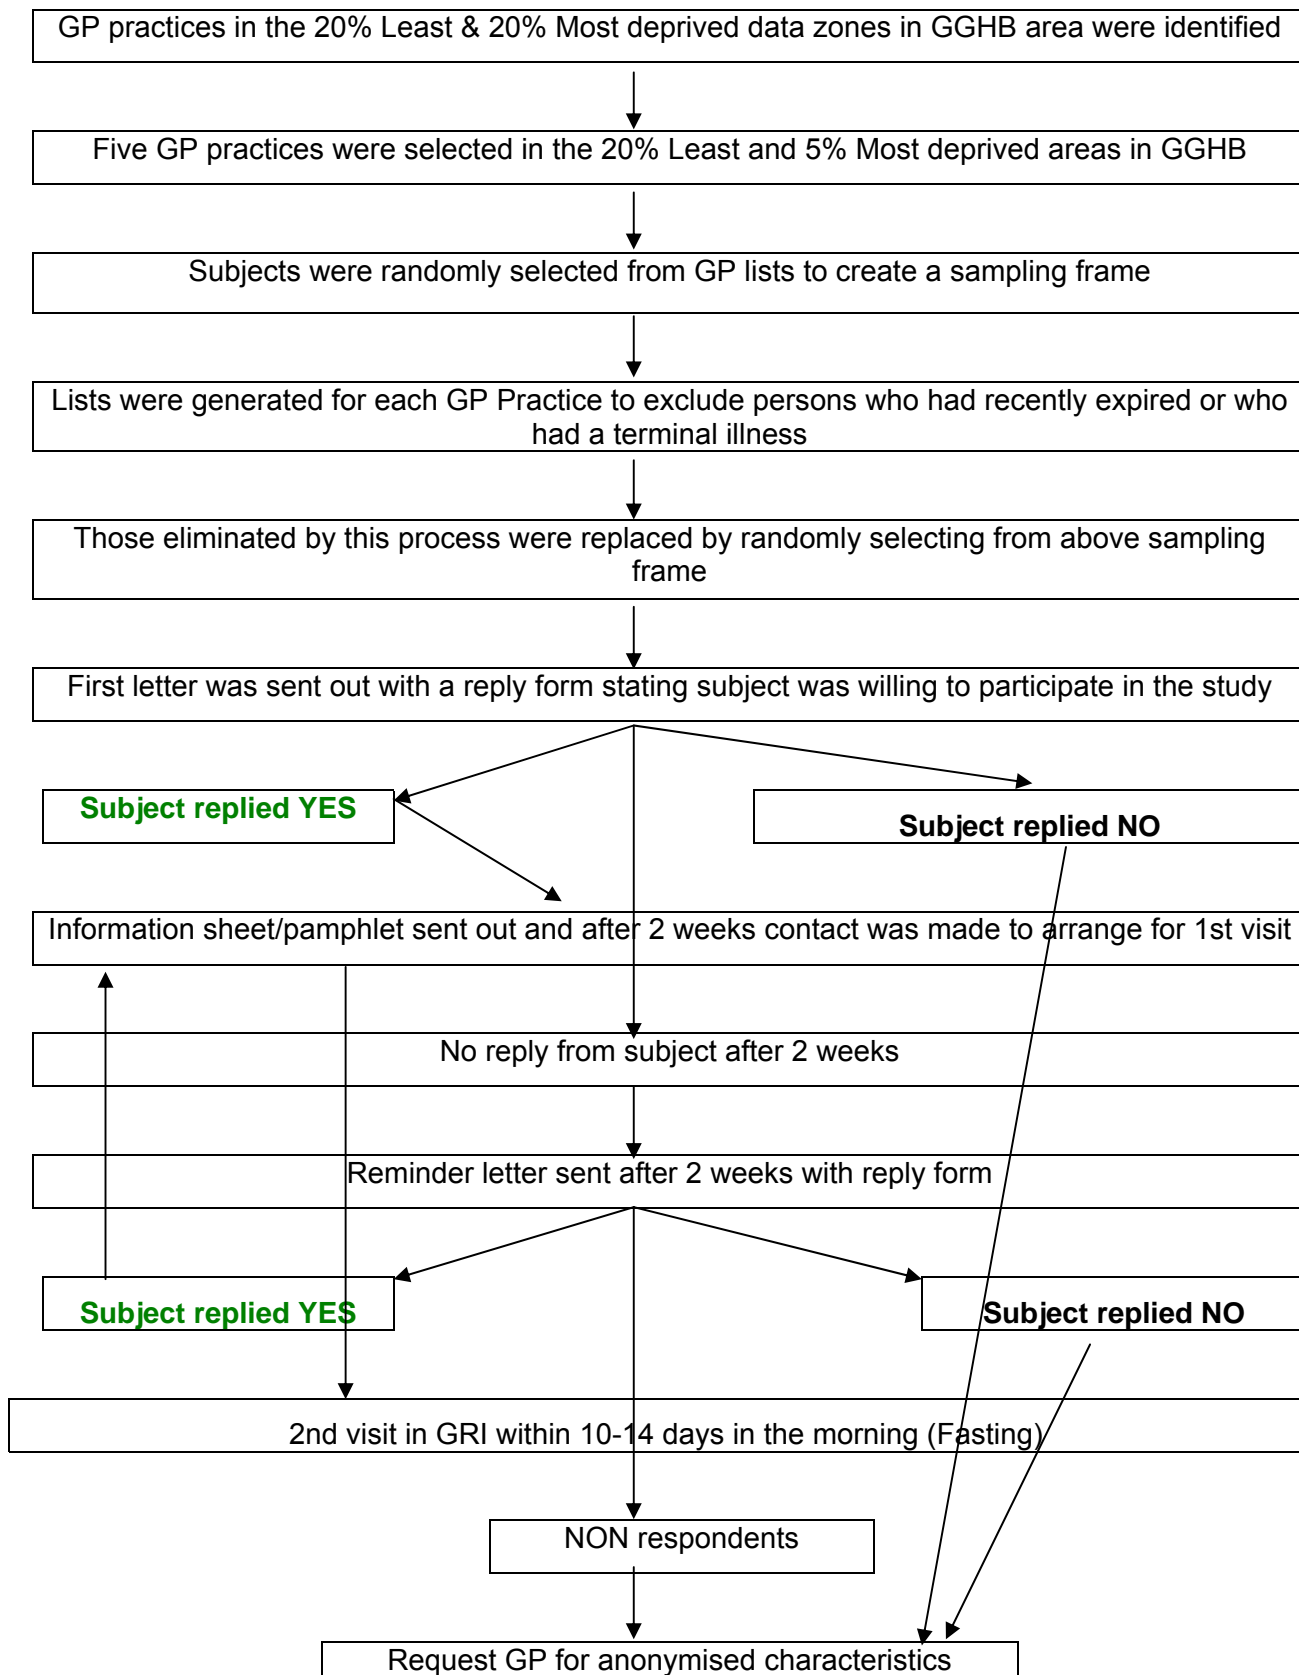 GP practices in the 20% Least & 20% Most deprived data zones in GGHB area were identified
Five GP practices were selected in the 20% Least and 5% Most deprived areas in GGHB
Subjects were randomly selected from GP lists to create a sampling frame
Lists were generated for each GP Practice to exclude persons who had recently expired or who
had a terminal illness
Those eliminated by this process were replaced by randomly selecting from above sampling
frame
First letter was sent out with a reply form stating subject was willing to participate in the study
Subject replied YES
Subject replied NO
Information sheet/pamphlet sent out and after 2 weeks contact was made to arrange for 1st visit
No reply from subject after 2 weeks
Reminder letter sent after 2 weeks with reply form
Subject replied YES
Subject replied NO
2nd visit in GRI within 10-14 days in the morning (Fasting)
NON respondents
Request GP for anonymised characteristics